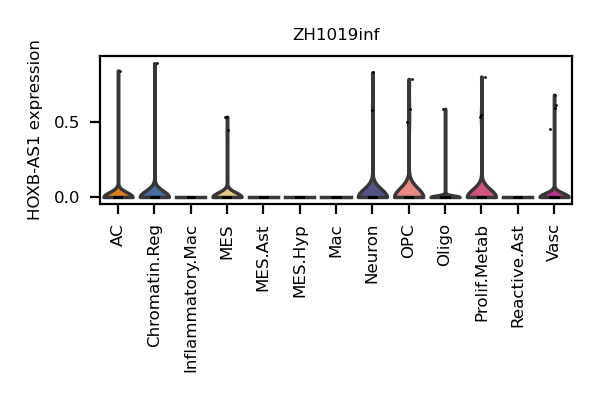 ZH1019inf
HOXB-AS1 expression
0.5
0.0
AC
Chromatin.Reg
Inflammatory.Mac
MES
MES.Ast
MES.Hyp
Mac
Neuron
OPC
Oligo
Prolif.Metab
Reactive.Ast
Vasc